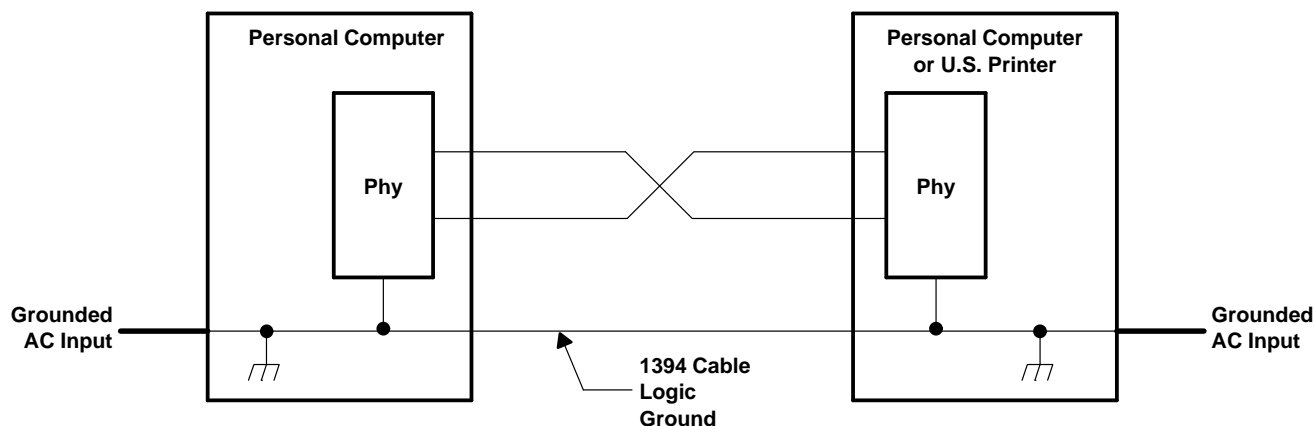 Personal Computer
Personal Computer
or U.S. Printer
Phy
Phy
Grounded
AC Input
Grounded
AC Input
1394 Cable
Logic
Ground